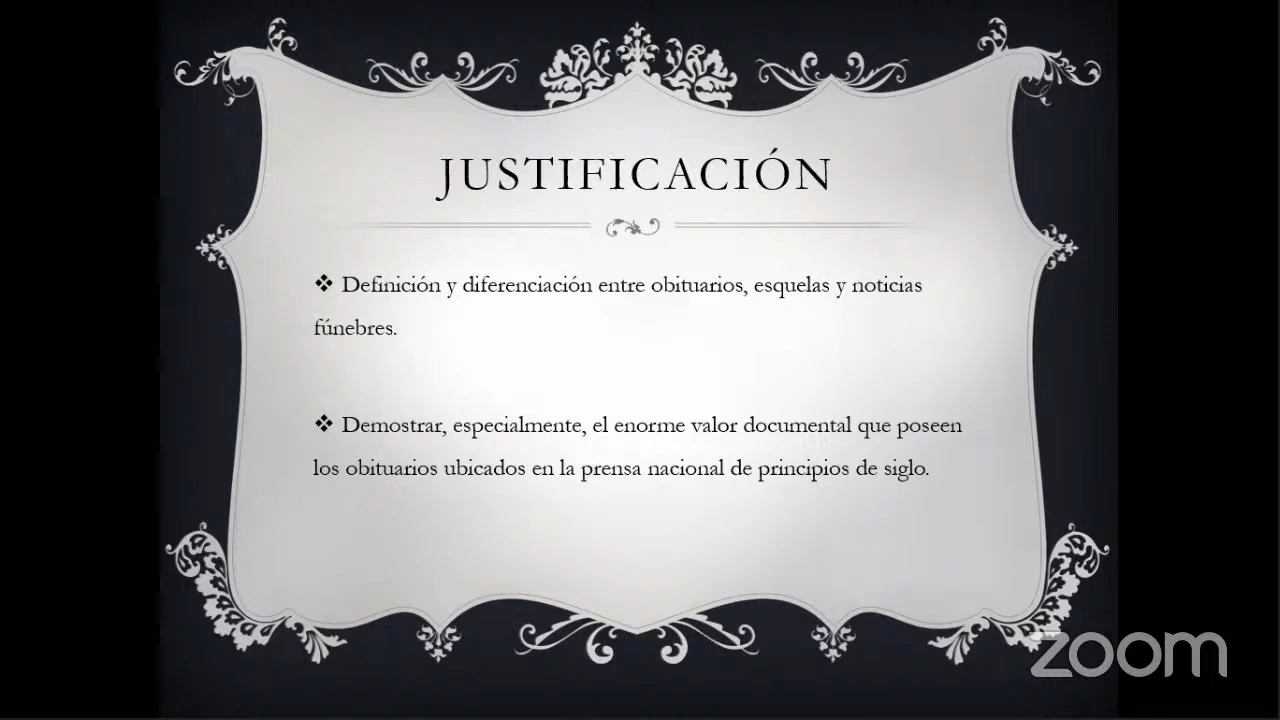 JUSTIFICACIÓN
❖ Definición y diferenciación entre obituarios, esquelas y noticias
fúnebres.
❖ Demostrar, especialmente, el enorme valor documental que poseen
los obituarios ubicados en la prensa nacional de principios de siglo.
zoom